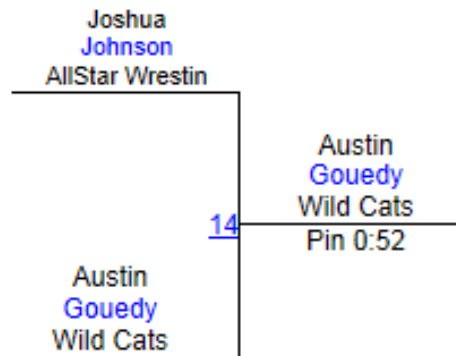 Joshua
Johnson
AllStar Wrestin
Austin
Gouedy
Wild Cats
14
Pin 0:52
Austin
Gouedy
Wild Cats